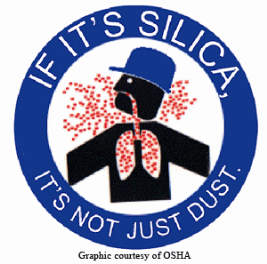 IF IT'S SILICA,
IT'S NOT JUST DUST.
Graphic courtesy of OSHA